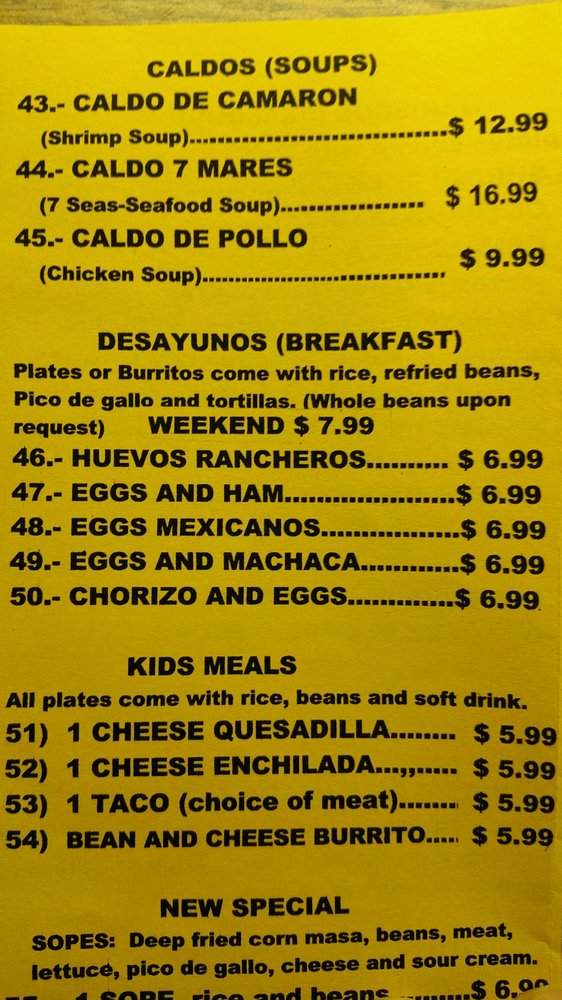 CALDOS (SOUPS)
43.- CALDO DE CAMARON
(Shrimp Soup)................................$ 12.99
44.- CALDO 7 MARES
(7 Seas-Seafood Soup).................. $ 16.99
45.- CALDO DE POLLO
(Chicken Soup)................................ $ 9.99
DESAYUNOS (BREAKFAST)
Plates or Burritos come with rice, refried beans,
Pico de gallo and tortillas. (Whole beans upon
request) WEEKEND $ 7.99
46.- HUEVOS RANCHEROS.......... $ 6.99
47.- EGGS AND HAM......................$ 6.99
48.- EGGS MEXICANOS..................$ 6.99
49.- EGGS AND MACHACA.............$ 6.99
50.- CHORIZO AND EGGS..............$ 6.99
KIDS MEALS
All plates come with rice, beans and soft drink.
51) 1 CHEESE QUESADILLA........ $ 5.99
52) 1 CHEESE ENCHILADA...,,..... $ 5.99
53) 1 TACO (choice of meat)........ $ 5.99
54) BEAN AND CHEESE BURRITO..... $ 5.99
NEW SPECIAL
SOPES: Deep fried corn masa, beans, meat,
lettuce, pico de gallo, cheese and sour cream.
1 SOPE, rice and beans ..........$ 6.99